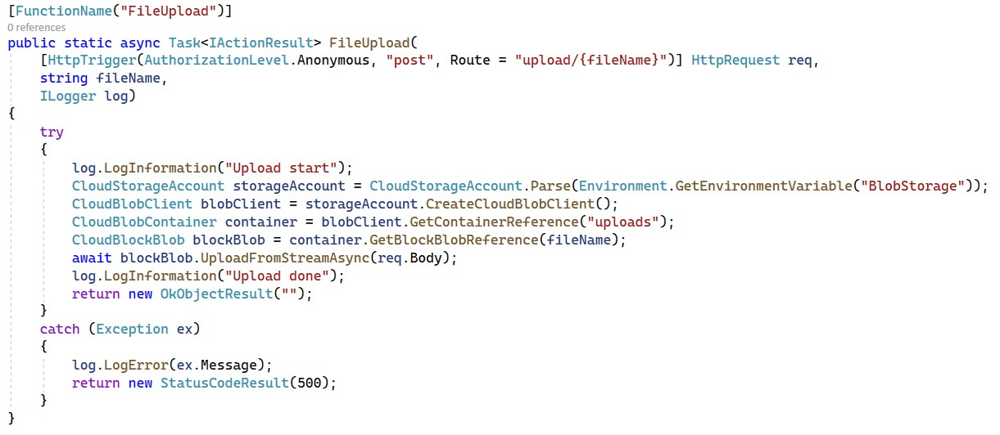 [FunctionName("FileUpload")]
0 references
public static async Task<IActionResult> FileUpload(
    [HttpTrigger(AuthorizationLevel.Anonymous, "post", Route = "upload/{fileName}")] HttpRequest req,
    string fileName,
    ILogger log)
{
    try
    {
        log.LogInformation("Upload start");
        CloudStorageAccount storageAccount = CloudStorageAccount.Parse(Environment.GetEnvironmentVariable("BlobStorage"));
        CloudBlobClient blobClient = storageAccount.CreateCloudBlobClient();
        CloudBlobContainer container = blobClient.GetContainerReference("uploads");
        CloudBlockBlob blockBlob = container.GetBlockBlobReference(fileName);
        await blockBlob.UploadFromStreamAsync(req.Body);
        log.LogInformation("Upload done");
        return new OkObjectResult("");
    }
    catch (Exception ex)
    {
        log.LogError(ex.Message);
        return new StatusCodeResult(500);
    }
}